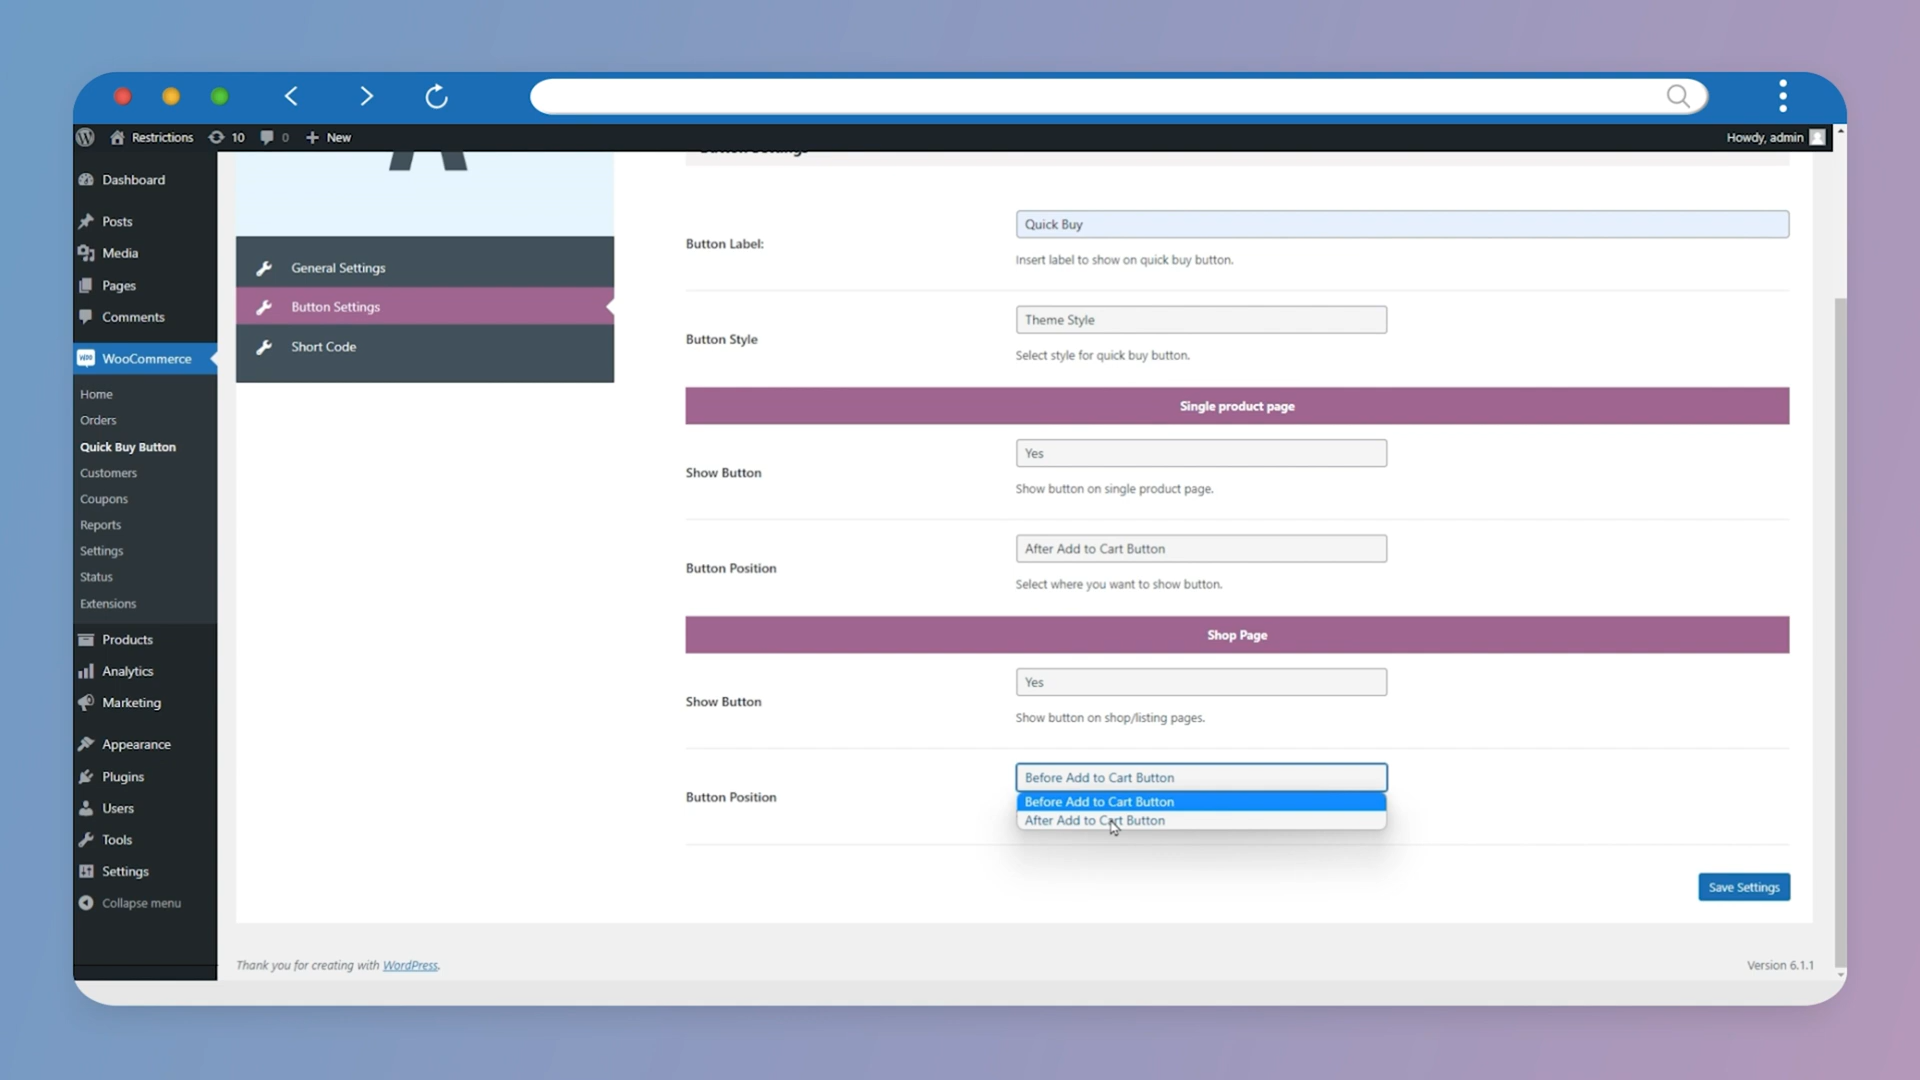 Restrictions 10 0 New
Howdy, admin
Dashboard
Posts
Media
Pages
Comments
WooCommerce
Home
Orders
Quick Buy Button
Customers
Coupons
Reports
Settings
Status
Extensions
Products
Analytics
Marketing
Appearance
Plugins
Users
Tools
Settings
Collapse menu
General Settings
Button Settings
Short Code
Button Settings
Button Label:
Quick Buy
Insert label to show on quick buy button.
Button Style
Theme Style
Select style for quick buy button.
Single product page
Show Button
Yes
Show button on single product page.
Button Position
After Add to Cart Button
Select where you want to show button.
Shop Page
Show Button
Yes
Show button on shop/listing pages.
Button Position
Before Add to Cart Button
Before Add to Cart Button
After Add to Cart Button
Save Settings
Thank you for creating with WordPress.
Version 6.1.1